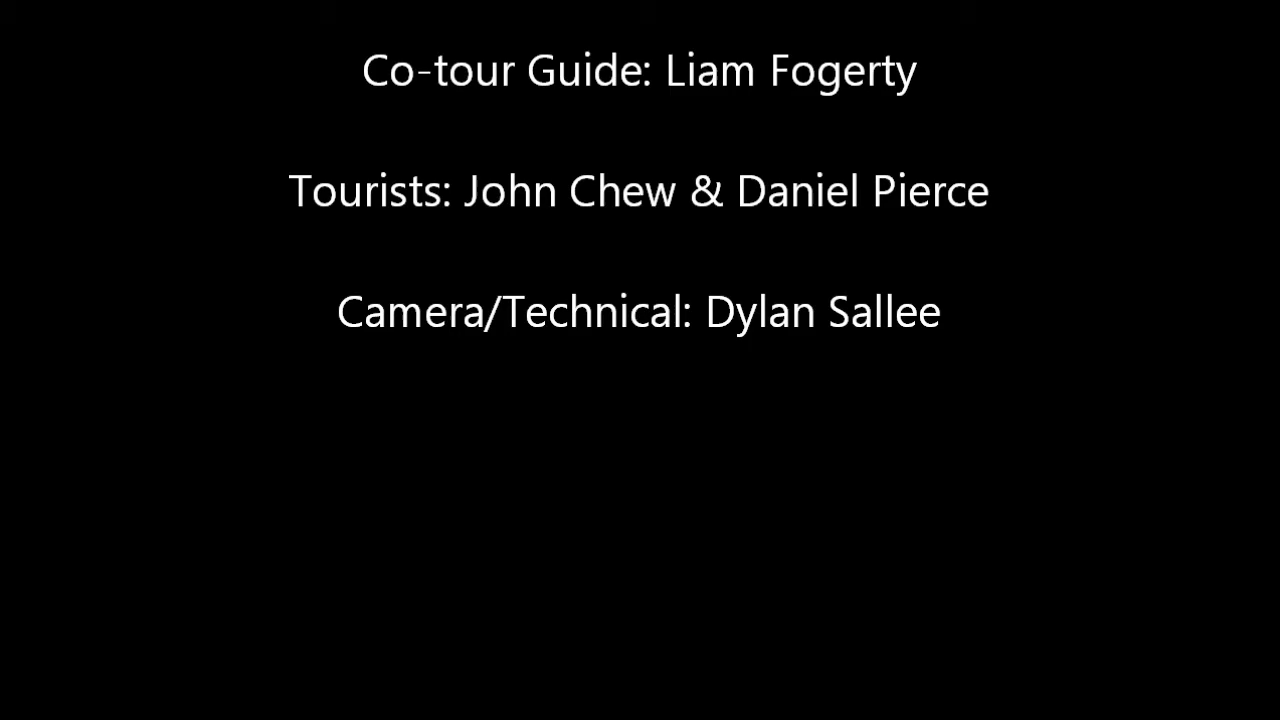 Co-tour Guide: Liam Fogerty
Tourists: John Chew & Daniel Pierce
Camera/Technical: Dylan Sallee